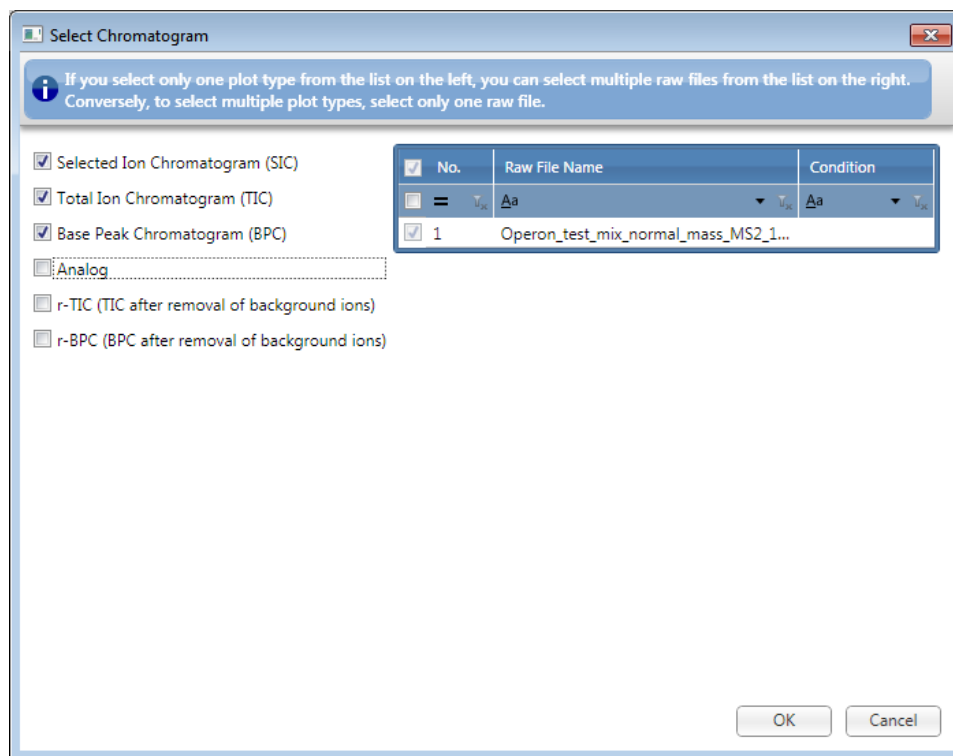 Select Chromatogram
If you select only one plot type from the list on the left, you can select multiple raw files from the list on the right.
Conversely, to select multiple plot types, select only one raw file.
Selected Ion Chromatogram (SIC)
Total Ion Chromatogram (TIC)
Base Peak Chromatogram (BPC)
Analog
r-TIC (TIC after removal of background ions)
r-BPC (BPC after removal of background ions)
No. Raw File Name Condition
= Aa Aa
1 Operon_test_mix_normal_mass_MS2_1...
OK Cancel